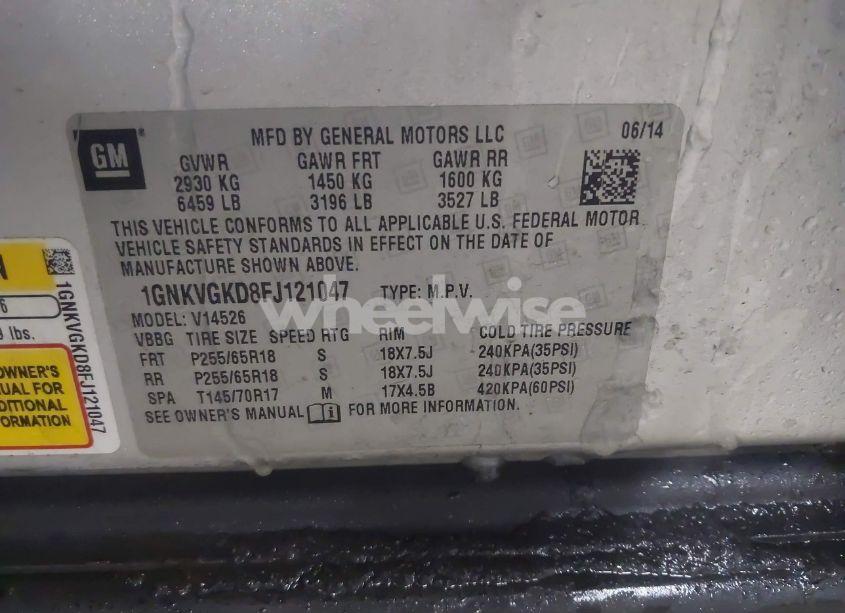 GM
MFD BY GENERAL MOTORS LLC 06/14
GVWR GAWR FRT GAWR RR
2930 KG 1450 KG 1600 KG
6459 LB 3196 LB 3527 LB
THIS VEHICLE CONFORMS TO ALL APPLICABLE U.S. FEDERAL MOTOR
VEHICLE SAFETY STANDARDS IN EFFECT ON THE DATE OF
MANUFACTURE SHOWN ABOVE.
1GNKVGKD8FJ121047 TYPE: M.P.V.
MODEL: V14526
VBBG TIRE SIZE SPEED RTG RIM COLD TIRE PRESSURE
FRT P255/65R18 S 18X7.5J 240KPA(35PSI)
RR P255/65R18 S 18X7.5J 240KPA(35PSI)
SPA T145/70R17 M 17X4.5B 420KPA(60PSI)
SEE OWNER'S MANUAL FOR MORE INFORMATION.
wheelwise
lbs.
OWNER'S
FOR
1GNKVGKD8FJ121047